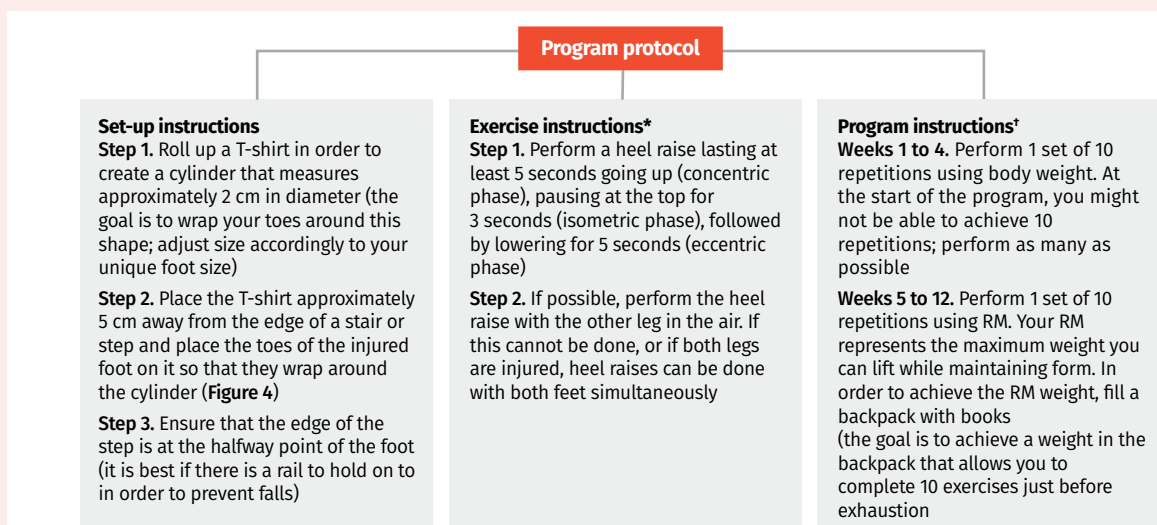 Program protocol
Set-up instructions
Step 1. Roll up a T-shirt in order to
create a cylinder that measures
approximately 2 cm in diameter (the
goal is to wrap your toes around this
shape; adjust size accordingly to your
unique foot size)
Step 2. Place the T-shirt approximately
5 cm away from the edge of a stair or
step and place the toes of the injured
foot on it so that they wrap around
the cylinder (Figure 4)
Step 3. Ensure that the edge of the
step is at the halfway point of the foot
(it is best if there is a rail to hold on to
in order to prevent falls)
Exercise instructions*
Step 1. Perform a heel raise lasting at
least 5 seconds going up (concentric
phase), pausing at the top for
3 seconds (isometric phase), followed
by lowering for 5 seconds (eccentric
phase)
Step 2. If possible, perform the heel
raise with the other leg in the air. If
this cannot be done, or if both legs
are injured, heel raises can be done
with both feet simultaneously
Program instructions†
Weeks 1 to 4. Perform 1 set of 10
repetitions using body weight. At
the start of the program, you might
not be able to achieve 10
repetitions; perform as many as
possible
Weeks 5 to 12. Perform 1 set of 10
repetitions using RM. Your RM
represents the maximum weight you
can lift while maintaining form. In
order to achieve the RM weight, fill a
backpack with books
(the goal is to achieve a weight in the
backpack that allows you to
complete 10 exercises just before
exhaustion